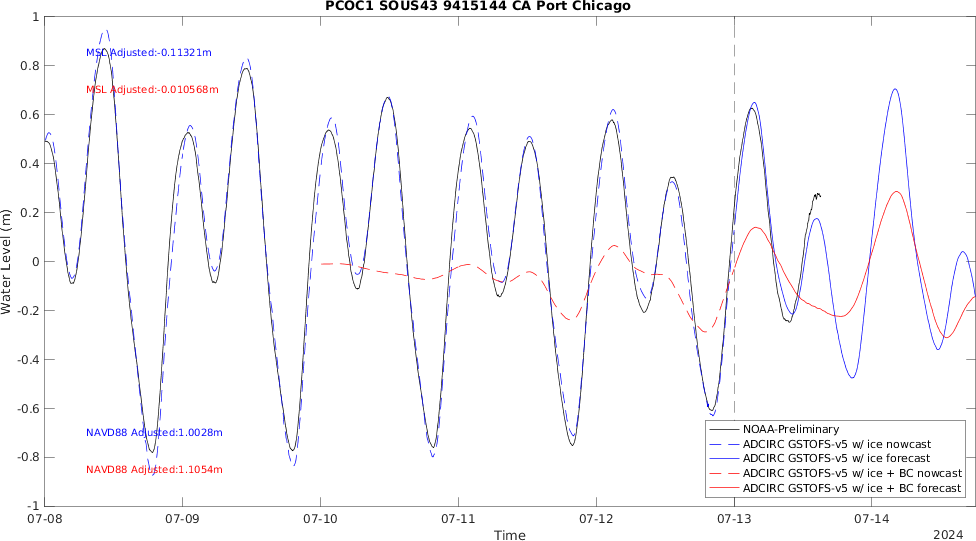 PCOC1 SOUS43 9415144 CA Port Chicago
1
0.8
0.6
0.4
0.2
0
-0.2
-0.4
-0.6
-0.8
-1
Water Level (m)
MSL Adjusted:-0.11321m
MSL Adjusted:-0.010568m
NAVD88 Adjusted:1.0028m
NAVD88 Adjusted:1.1054m
NOAA-Preliminary
ADCIRC GSTOFS-v5 w/ ice nowcast
ADCIRC GSTOFS-v5 w/ ice forecast
ADCIRC GSTOFS-v5 w/ ice + BC nowcast
ADCIRC GSTOFS-v5 w/ ice + BC forecast
07-08 07-09 07-10 07-11 07-12 07-13 07-14
Time
2024